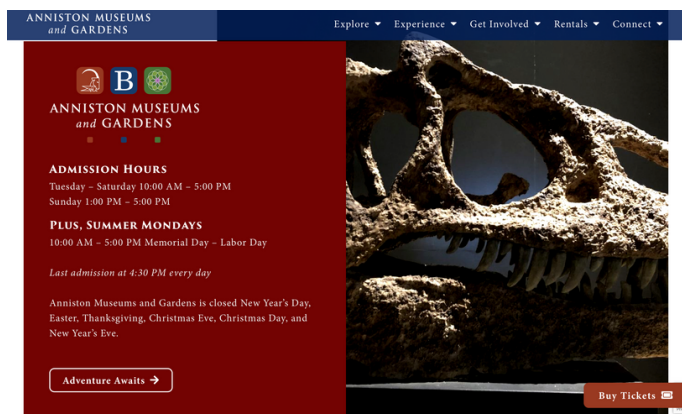 ANNISTON MUSEUMS
and GARDENS
Explore Experience Get Involved Rentals Connect
B
ANNISTON MUSEUMS
and GARDENS
ADMISSION HOURS
Tuesday – Saturday 10:00 AM – 5:00 PM
Sunday 1:00 PM – 5:00 PM
PLUS, SUMMER MONDAYS
10:00 AM – 5:00 PM Memorial Day – Labor Day
Last admission at 4:30 PM every day
Anniston Museums and Gardens is closed New Year’s Day,
Easter, Thanksgiving, Christmas Eve, Christmas Day, and
New Year’s Eve.
Adventure Awaits →
Buy Tickets